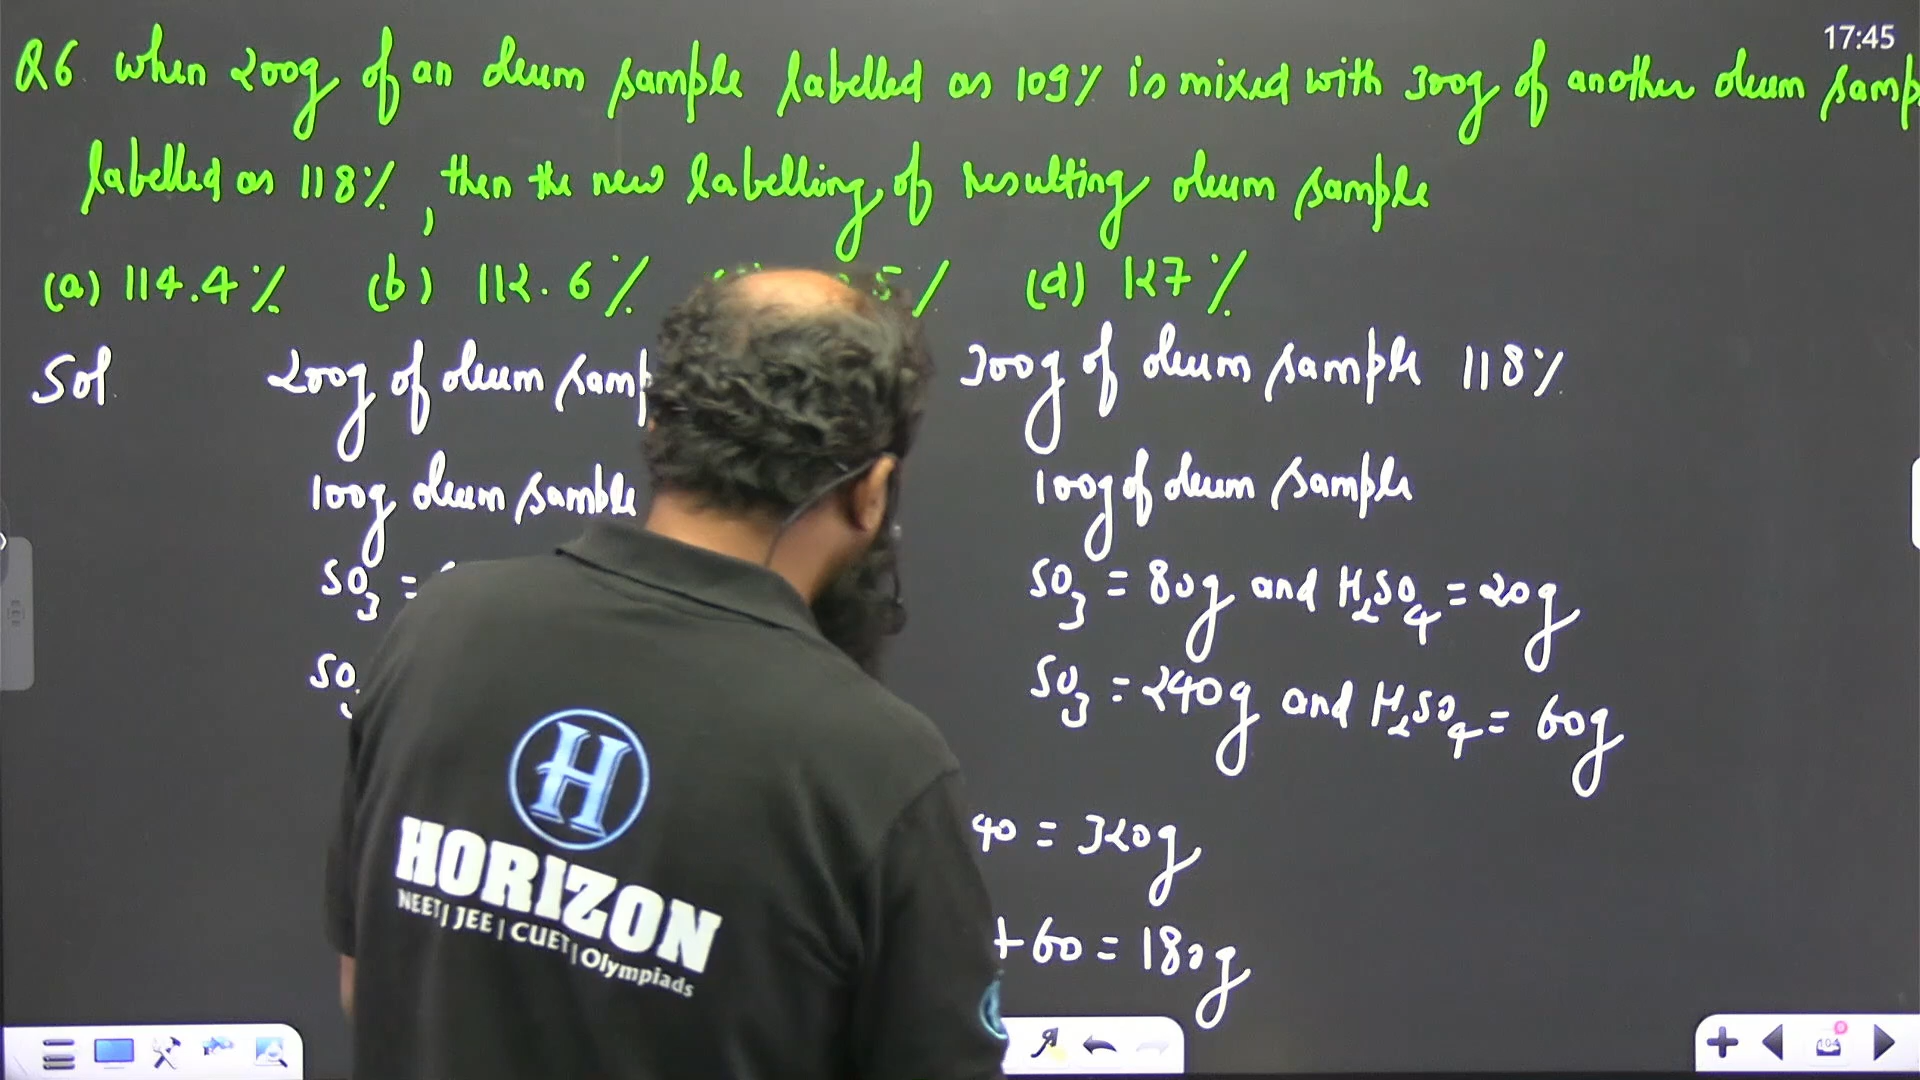 17:45
Q6 when 200g of an oleum sample labelled as 109% is mixed with 300g of another oleum samp
labelled as 118%, then the new labelling of resulting oleum sample
(a) 114.4% (b) 112.6% 5% (d) 127%
Sol 200g of oleum samp 300g of oleum sample 118%
100g oleum sample 100g of oleum sample
SO₃ = SO₃ = 80g and H₂SO₄ = 20g
SO SO₃ = 240g and H₂SO₄ = 60g
40 = 320g
+60 = 180g
H
HORIZON
NEET | JEE | CUET | Olympiads
104